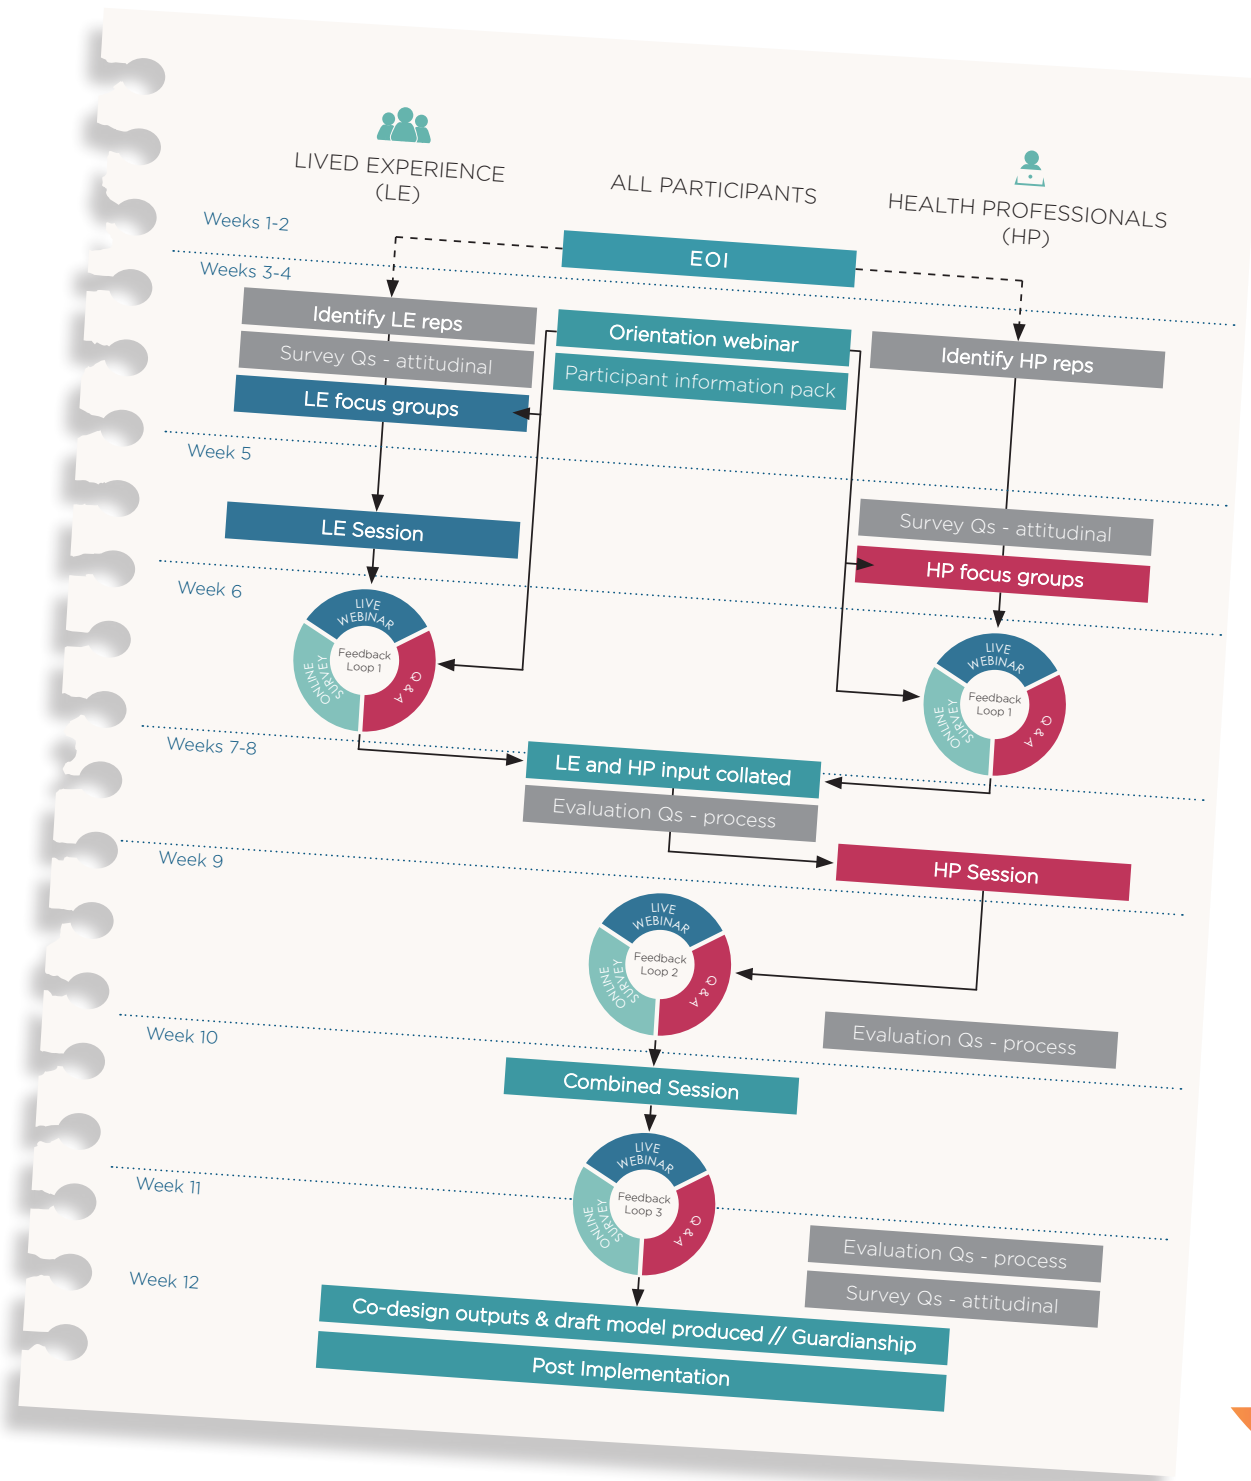 LIVED EXPERIENCE
(LE)
ALL PARTICIPANTS
HEALTH PROFESSIONALS
(HP)
Weeks 1-2
EOI
Weeks 3-4
Identify LE reps
Survey Qs - attitudinal
LE focus groups
Orientation webinar
Participant information pack
Identify HP reps
Week 5
LE Session
Survey Qs - attitudinal
HP focus groups
Week 6
LIVE
WEBINAR
Q & A
ONLINE
SURVEY
Feedback
Loop 1
LIVE
WEBINAR
Q & A
ONLINE
SURVEY
Feedback
Loop 1
Weeks 7-8
LE and HP input collated
Evaluation Qs - process
HP Session
Week 9
LIVE
WEBINAR
Q & A
ONLINE
SURVEY
Feedback
Loop 2
Evaluation Qs - process
Week 10
Combined Session
LIVE
WEBINAR
Q & A
ONLINE
SURVEY
Feedback
Loop 3
Week 11
Evaluation Qs - process
Survey Qs - attitudinal
Week 12
Co-design outputs & draft model produced // Guardianship
Post Implementation